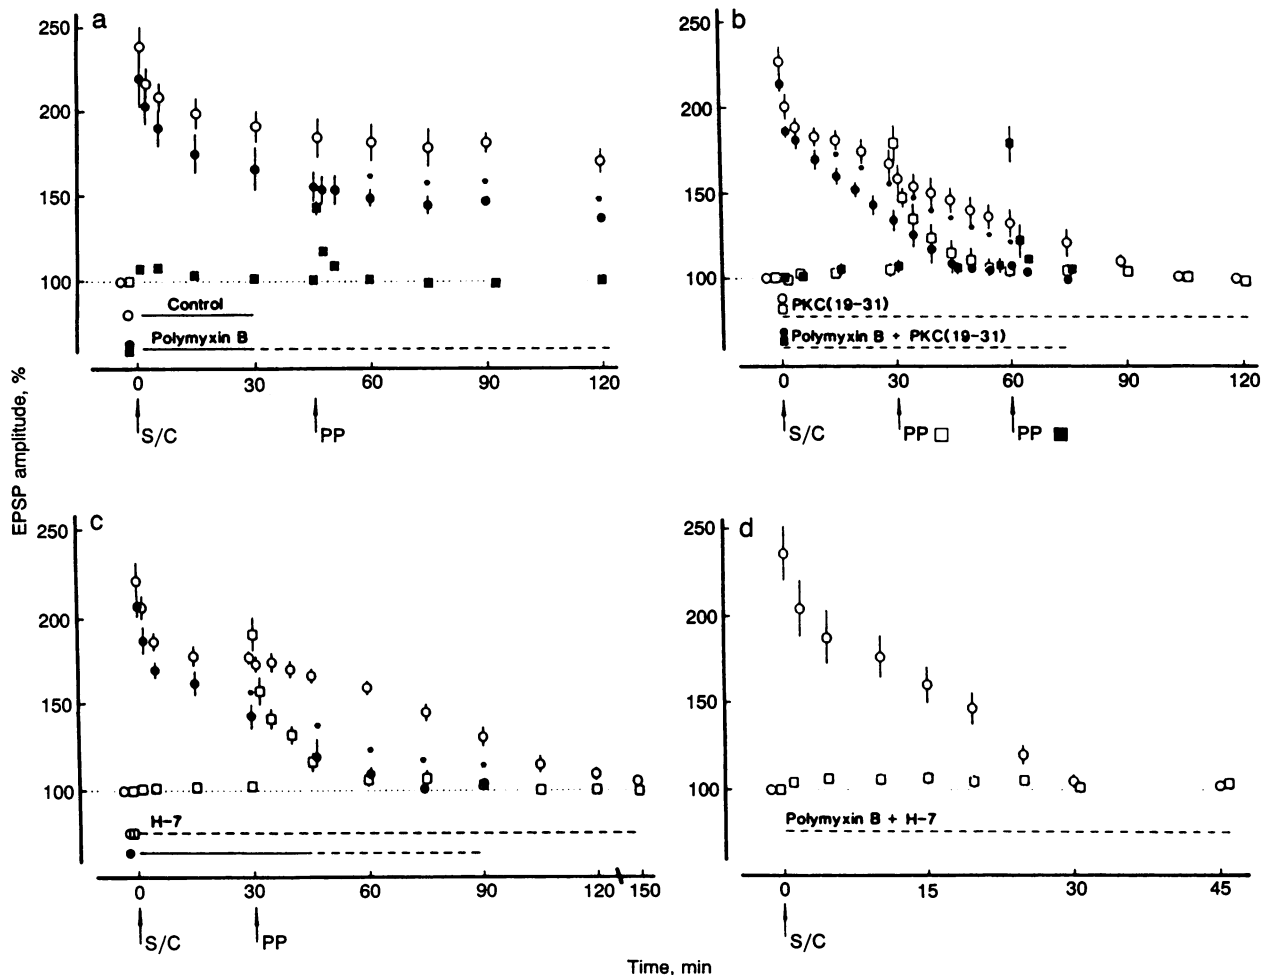 a
250
200
150
100
Control
Polymyxin B
0 30 60 90 120
S/C PP
b
250
200
150
100
PKC(19-31)
Polymyxin B + PKC(19-31)
0 30 60 90 120
S/C PP PP
EPSP amplitude, %
c
250
200
150
100
H-7
0 30 60 90 120 150
S/C PP
d
250
200
150
100
Polymyxin B + H-7
0 15 30 45
S/C
Time, min